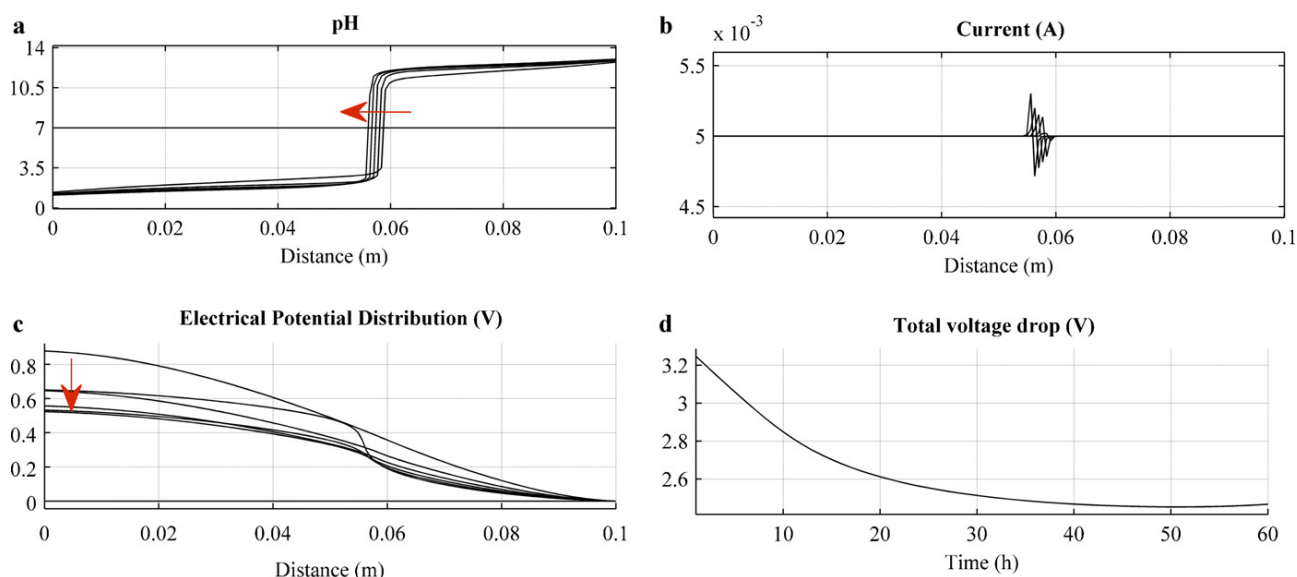 a pH
14
10.5
7
3.5
0
0 0.02 0.04 0.06 0.08 0.1
Distance (m)
b Current (A)
x 10-3
5.5
5
4.5
0 0.02 0.04 0.06 0.08 0.1
Distance (m)
c Electrical Potential Distribution (V)
0.8
0.6
0.4
0.2
0
0 0.02 0.04 0.06 0.08 0.1
Distance (m)
d Total voltage drop (V)
3.2
3
2.8
2.6
10 20 30 40 50 60
Time (h)